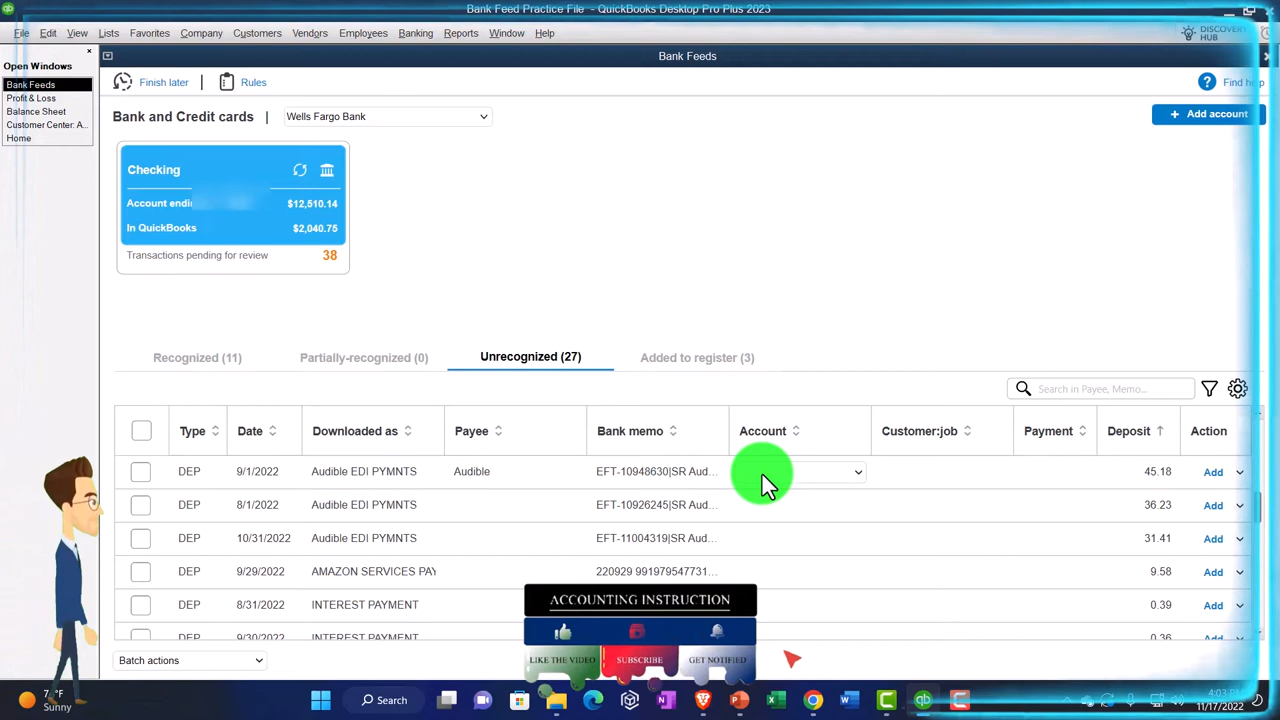 Bank Feed Practice File - QuickBooks Desktop Pro Plus 2023
File Edit View Lists Favorites Company Customers Vendors Employees Banking Reports Window Help
DISCOVERY HUB
Open Windows
Bank Feeds
Profit & Loss
Balance Sheet
Customer Center: A...
Home
Bank Feeds
Finish later | Rules
Find help
Bank and Credit cards | Wells Fargo Bank
+ Add account
Checking
Account $12,510.14
In QuickBooks $2,040.75
Transactions pending for review 38
Recognized (11) Partially-recognized (0) Unrecognized (27) Added to register (3)
Search in Payee, Memo...
Type Date Downloaded as Payee Bank memo Account Customer:job Payment Deposit Action
DEP 9/1/2022 Audible EDI PYMNTS Audible EFT-10948630|SR Aud... 45.18 Add
DEP 8/1/2022 Audible EDI PYMNTS EFT-10926245|SR Aud... 36.23 Add
DEP 10/31/2022 Audible EDI PYMNTS EFT-11004319|SR Aud... 31.41 Add
DEP 9/29/2022 AMAZON SERVICES PAY 220929 991979547731... 9.58 Add
DEP 8/31/2022 INTEREST PAYMENT 0.39 Add
DEP 9/30/2022 INTEREST PAYMENT 0.36 Add
ACCOUNTING INSTRUCTION
LIKE THE VIDEO SUBSCRIBE GET NOTIFIED
Batch actions
Sunny
Search
4:03 PM
11/17/2022